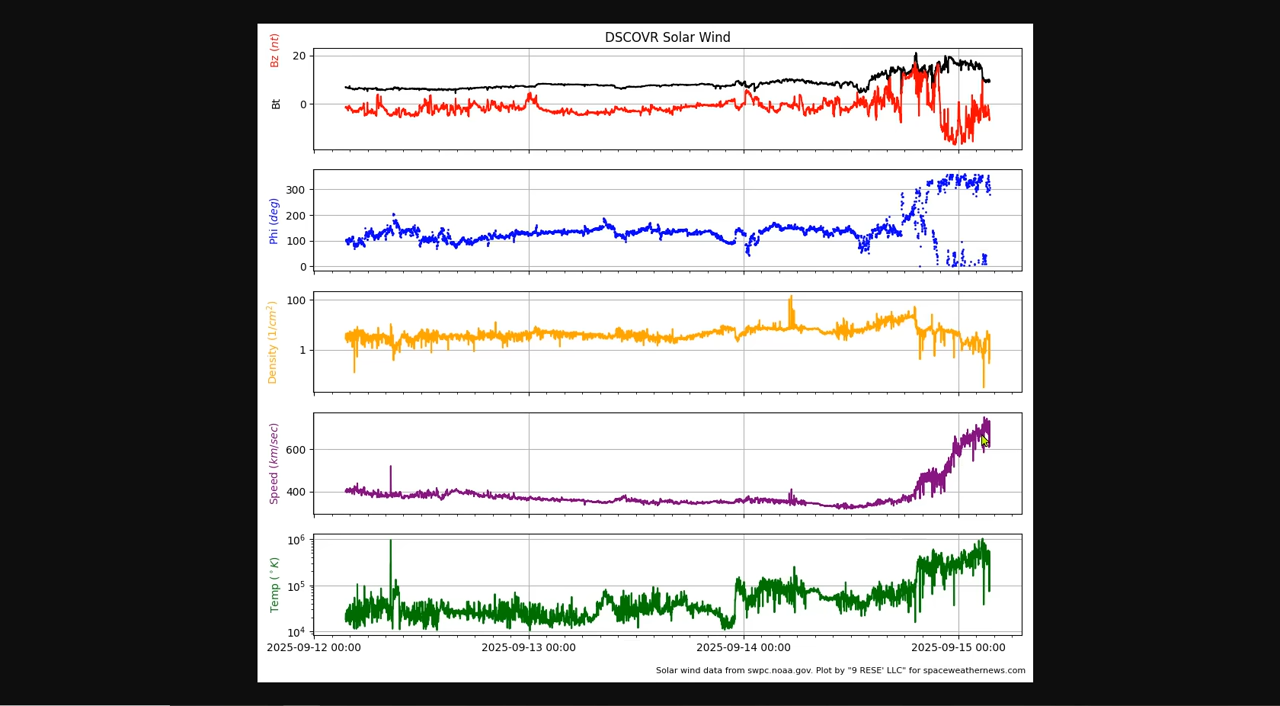 DSCOVR Solar Wind
Bt Bz (nt)
20
0
Phi (deg)
300
200
100
0
Density (1/cm²)
100
1
Speed (km/sec)
600
400
Temp (°K)
10⁶
10⁵
10⁴
2025-09-12 00:00 2025-09-13 00:00 2025-09-14 00:00 2025-09-15 00:00
Solar wind data from swpc.noaa.gov. Plot by "9 RESE' LLC" for spaceweathernews.com